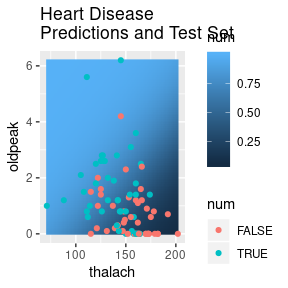 Heart Disease
Predictions and Test Set
num
0.75
0.50
0.25
num
FALSE
TRUE
oldpeak
6
4
2
0
100
150
200
thalach